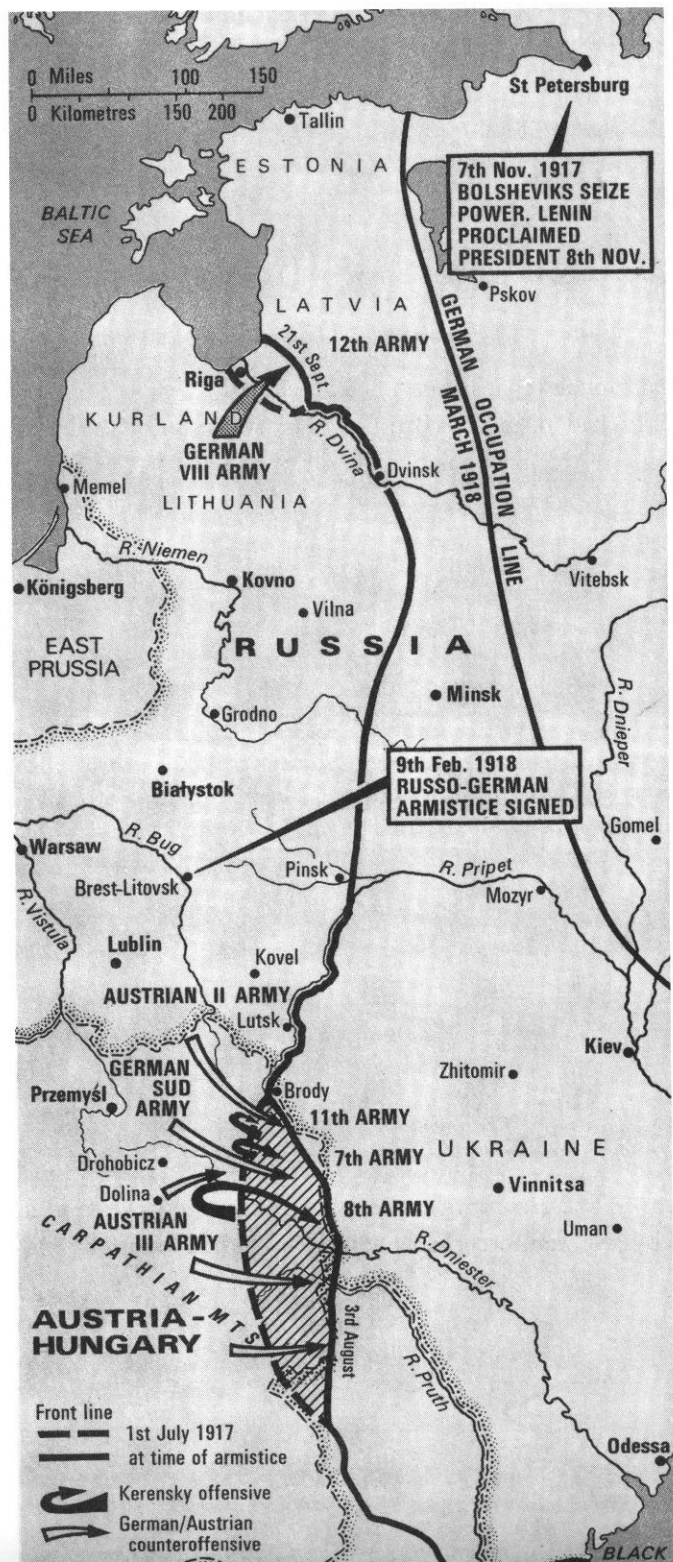 0 Miles 100 150
0 Kilometres 150 200
St Petersburg
Tallin
ESTONIA
7th Nov. 1917
BOLSHEVIKS SEIZE
POWER. LENIN
PROCLAIMED
PRESIDENT 8th NOV.
BALTIC
SEA
Pskov
LATVIA
21st Sept.
12th ARMY
GERMAN OCCUPATION LINE
MARCH 1918
Riga
KURLAND
GERMAN
VIII ARMY
R. Dvina
Dvinsk
Memel
LITHUANIA
R. Niemen
Vitebsk
Königsberg
Kovno
Vilna
EAST
PRUSSIA
RUSSIA
Minsk
R. Dnieper
Grodno
9th Feb. 1918
RUSSO-GERMAN
ARMISTICE SIGNED
Białystok
Gomel
Warsaw
R. Bug
Brest-Litovsk
Pinsk
R. Pripet
Mozyr
R. Vistula
Lublin
Kovel
AUSTRIAN II ARMY
Lutsk
Kiev
GERMAN
SUD
ARMY
Zhitomir
Przemyśl
Brody
11th ARMY
7th ARMY
UKRAINE
Drohobicz
Dolina
8th ARMY
Vinnitsa
AUSTRIAN
III ARMY
Uman
CARPATHIAN MTS
R. Dniester
AUSTRIA-
HUNGARY
3rd August
R. Pruth
Front line
1st July 1917
at time of armistice
Kerensky offensive
German/Austrian
counteroffensive
Odessa
BLACK